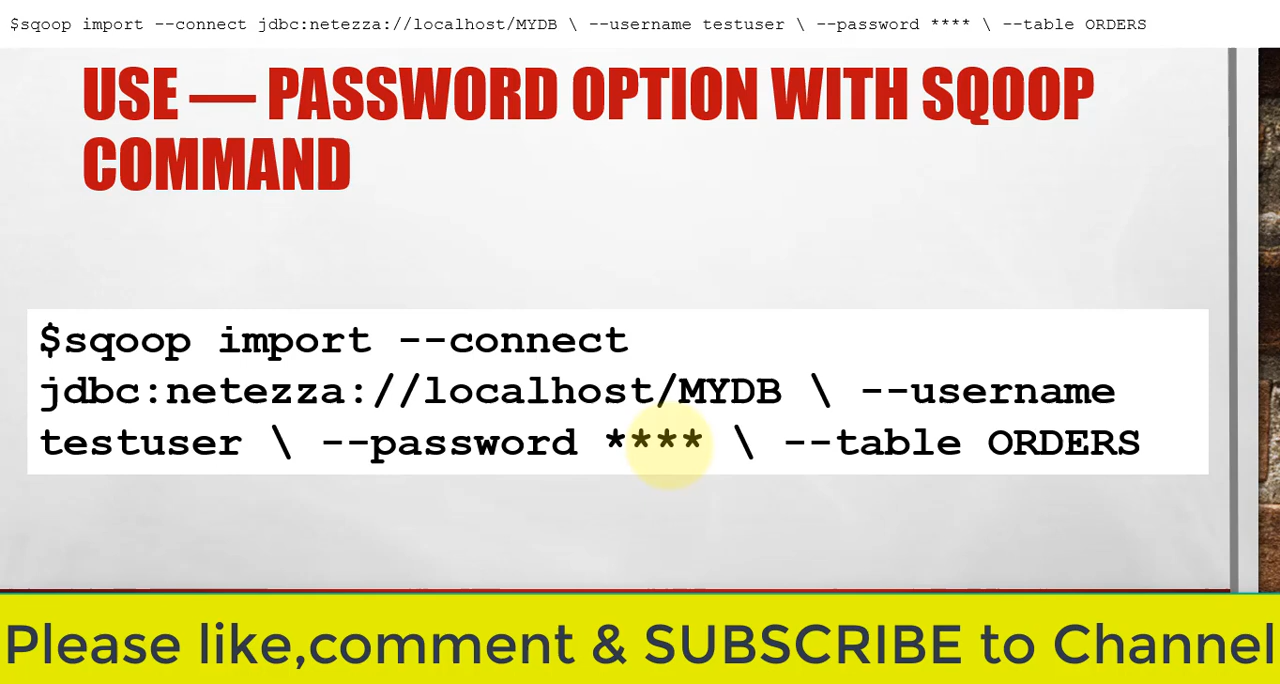 $sqoop import --connect jdbc:netezza://localhost/MYDB \ --username testuser \ --password **** \ --table ORDERS
USE — PASSWORD OPTION WITH SQOOP
COMMAND
$sqoop import --connect
jdbc:netezza://localhost/MYDB \ --username
testuser \ --password **** \ --table ORDERS
Please like,comment & SUBSCRIBE to Channel